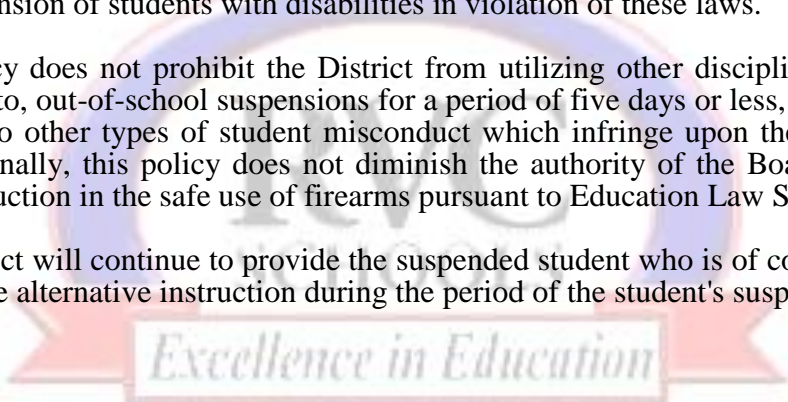 nsion of students with disabilities in violation of these laws.
cy does not prohibit the District from utilizing other discipli
to, out-of-school suspensions for a period of five days or less,
o other types of student misconduct which infringe upon the
nally, this policy does not diminish the authority of the Boa
uction in the safe use of firearms pursuant to Education Law S
RVC
SCHOOLS
ct will continue to provide the suspended student who is of co
e alternative instruction during the period of the student's susp
Excellence in Education